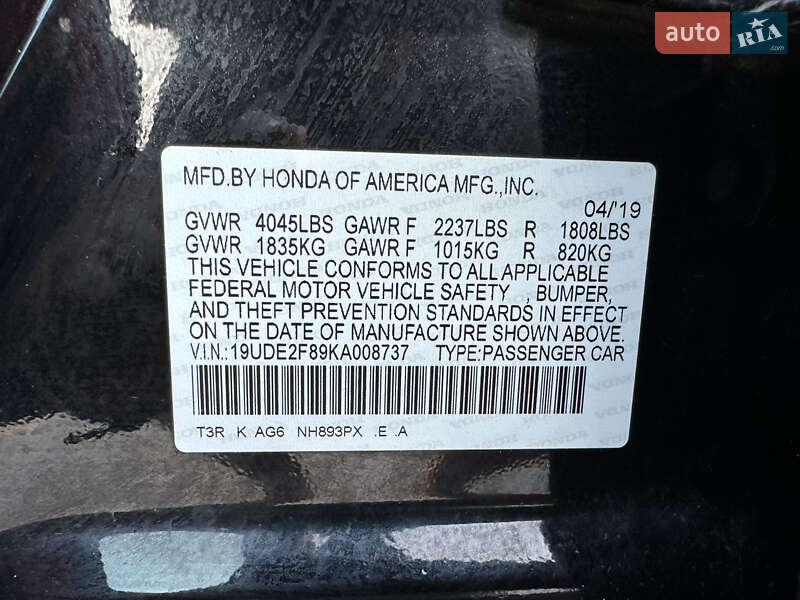 auto RIA
MFD.BY HONDA OF AMERICA MFG.,INC.
04/'19
GVWR 4045LBS GAWR F 2237LBS R 1808LBS
GVWR 1835KG GAWR F 1015KG R 820KG
THIS VEHICLE CONFORMS TO ALL APPLICABLE
FEDERAL MOTOR VEHICLE SAFETY , BUMPER,
AND THEFT PREVENTION STANDARDS IN EFFECT
ON THE DATE OF MANUFACTURE SHOWN ABOVE.
V.I.N.:19UDE2F89KA008737 TYPE:PASSENGER CAR
T3R K AG6 NH893PX .E .A